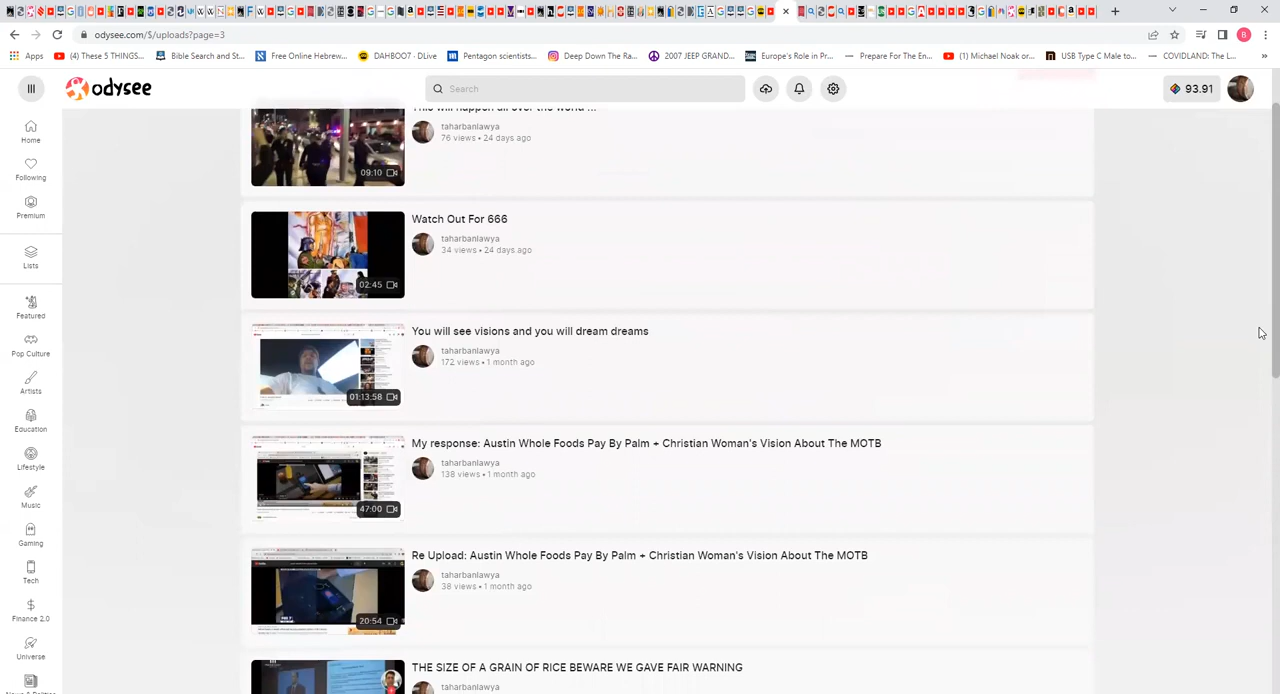 odysee.com/$/uploads?page=3
B
Apps
(4) These 5 THINGS...
Bible Search and St...
Free Online Hebrew...
DAHBOO7 - DLive
Pentagon scientists...
Deep Down The Ra...
2007 JEEP GRAND...
Europe's Role in Pr...
Prepare For The En...
(1) Michael Noak or...
USB Type C Male to...
COVIDLAND: The L...
odysee
Search
93.91
Home
Following
Premium
Lists
Featured
Pop Culture
Artists
Education
Lifestyle
Music
Gaming
Tech
Finance 2.0
Universe
This will happen all over the world ...
taharbanlawya
76 views • 24 days ago
09:10
Watch Out For 666
taharbanlawya
34 views • 24 days ago
02:45
You will see visions and you will dream dreams
taharbanlawya
172 views • 1 month ago
01:13:58
My response: Austin Whole Foods Pay By Palm + Christian Woman's Vision About The MOTB
taharbanlawya
138 views • 1 month ago
47:00
Re Upload: Austin Whole Foods Pay By Palm + Christian Woman's Vision About The MOTB
taharbanlawya
38 views • 1 month ago
20:54
THE SIZE OF A GRAIN OF RICE BEWARE WE GAVE FAIR WARNING
taharbanlawya